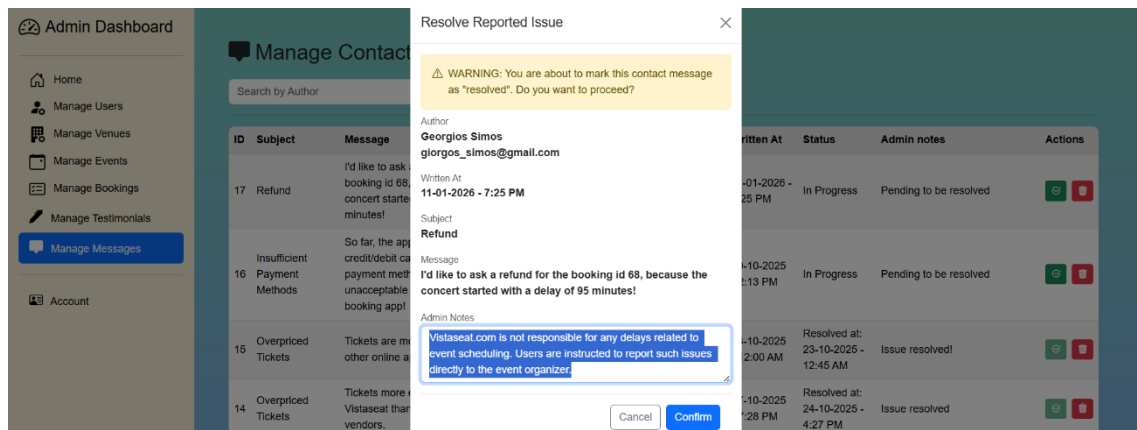 Admin Dashboard
Home
Manage Users
Manage Venues
Manage Events
Manage Bookings
Manage Testimonials
Manage Messages
Account
Manage Contact
Search by Author
ID Subject Message ritten At Status Admin notes Actions
17 Refund
I'd like to ask
booking id 68,
concert starte
minutes!
-01-2026 -
25 PM
In Progress
Pending to be resolved
16
Insufficient
Payment
Methods
So far, the app
credit/debit ca
payment meth
unacceptable
booking app!
-10-2025
:13 PM
In Progress
Pending to be resolved
15
Overpriced
Tickets
Tickets are mo
other online a
-10-2025
2:00 AM
Resolved at:
23-10-2025 -
12:45 AM
Issue resolved!
14
Overpriced
Tickets
Tickets more
Vistaseat than
vendors.
-10-2025
:28 PM
Resolved at:
24-10-2025 -
4:27 PM
Issue resolved
Resolve Reported Issue
WARNING: You are about to mark this contact message
as "resolved". Do you want to proceed?
Author
Georgios Simos
giorgos_simos@gmail.com
Written At
11-01-2026 - 7:25 PM
Subject
Refund
Message
I'd like to ask a refund for the booking id 68, because the
concert started with a delay of 95 minutes!
Admin Notes
Vistaseat.com is not responsible for any delays related to
event scheduling. Users are instructed to report such issues
directly to the event organizer.
Cancel
Confirm